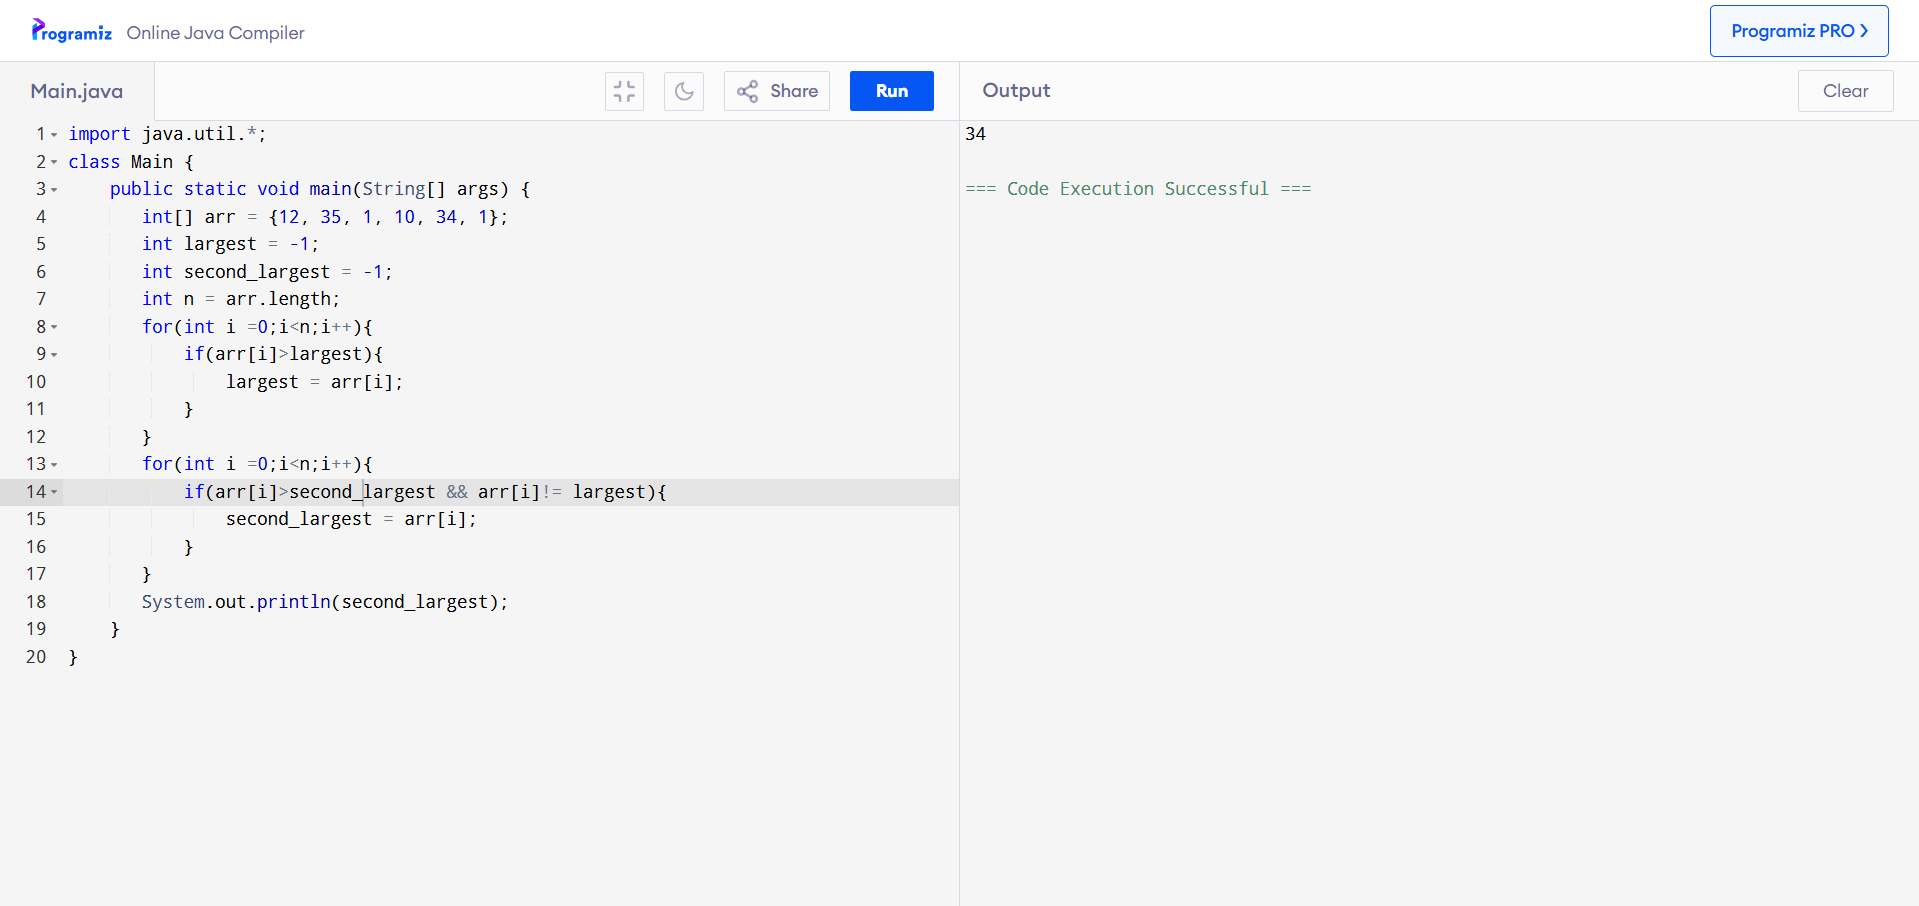 Programiz Online Java Compiler
Programiz PRO
Main.java
Share
Run
Output
Clear
1 import java.util.*;
2 class Main {
3     public static void main(String[] args) {
4        int[] arr = {12, 35, 1, 10, 34, 1};
5        int largest = -1;
6        int second_largest = -1;
7        int n = arr.length;
8        for(int i =0;i<n;i++){
9            if(arr[i]>largest){
10               largest = arr[i];
11           }
12       }
13       for(int i =0;i<n;i++){
14           if(arr[i]>second_largest && arr[i]!= largest){
15               second_largest = arr[i];
16           }
17       }
18       System.out.println(second_largest);
19    }
20 }
34
=== Code Execution Successful ===